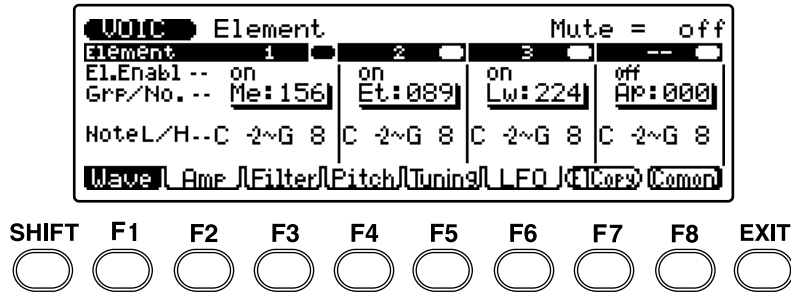 VOIC Element Mute = off
Element 1 2 3 --
El.Enabl -- on on on off
Grp/No. -- Me:156 Et:089 Lw:224 Ap:000
NoteL/H--C -2~G 8 C -2~G 8 C -2~G 8 C -2~G 8
Wave Amp Filter Pitch Tuning LFO ElCopy Comon
SHIFT F1 F2 F3 F4 F5 F6 F7 F8 EXIT